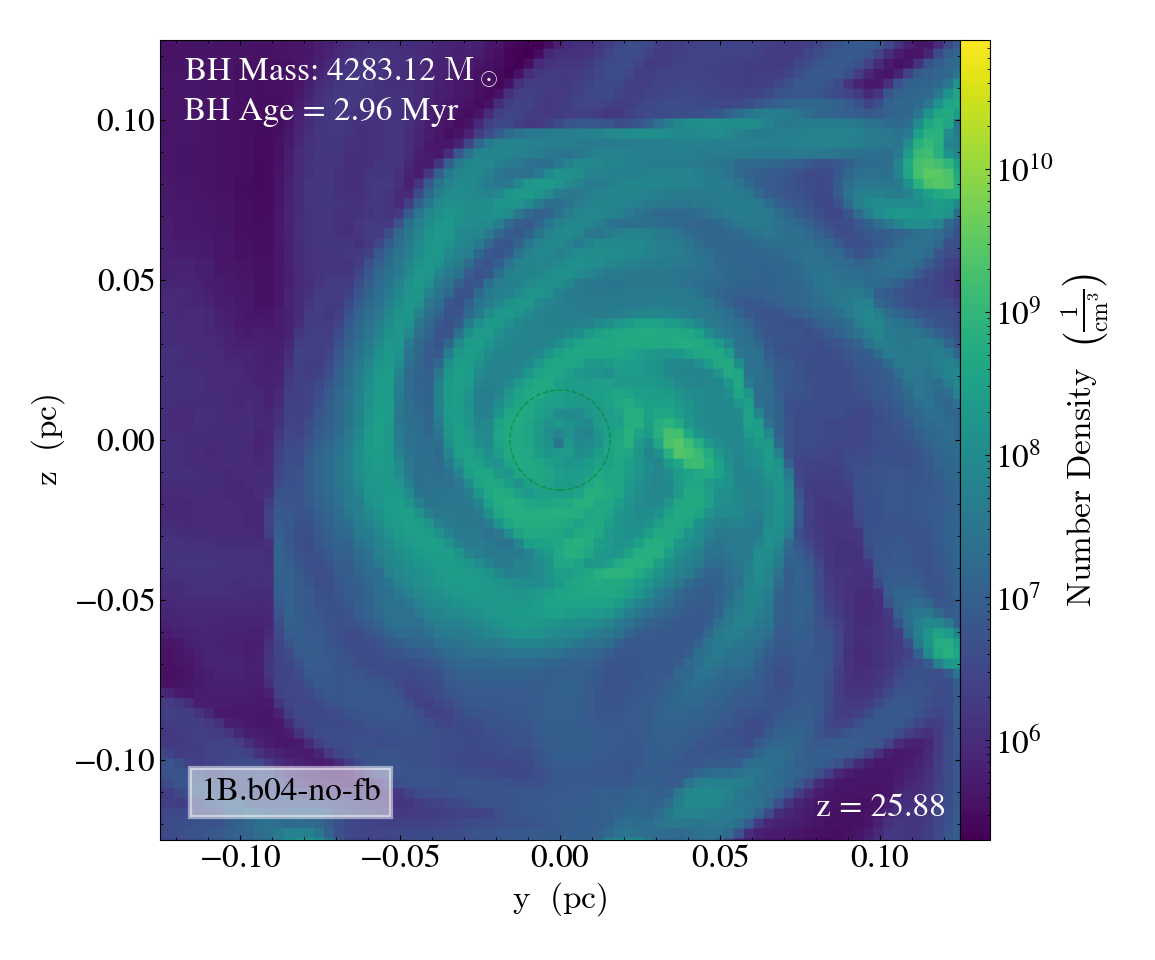 BH Mass: 4283.12 M⊙
BH Age = 2.96 Myr
0.10
0.05
0.00
−0.05
−0.10
z (pc)
1B.b04-no-fb
z = 25.88
−0.10 −0.05 0.00 0.05 0.10
y (pc)
10^10
10^9
10^8
10^7
10^6
Number Density (1/cm^3)